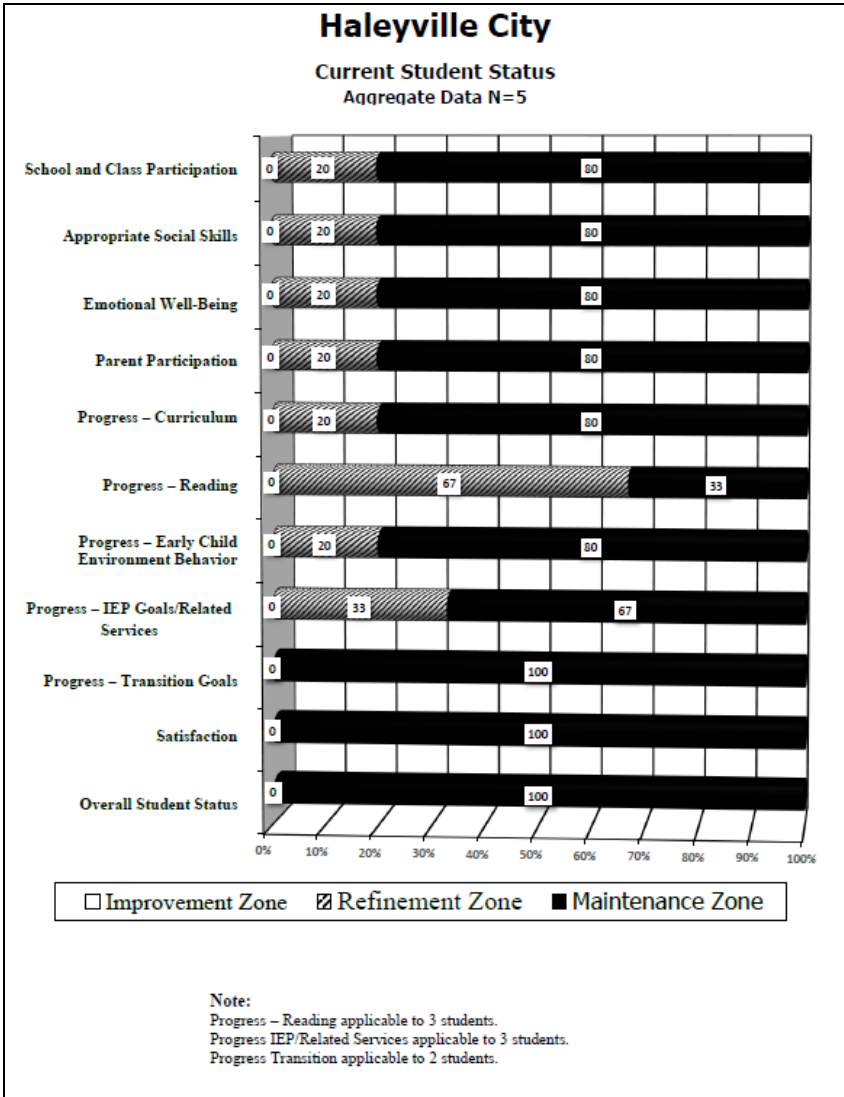 Haleyville City
Current Student Status
Aggregate Data N=5
School and Class Participation
0 20 80
Appropriate Social Skills
0 20 80
Emotional Well-Being
0 20 80
Parent Participation
0 20 80
Progress – Curriculum
0 20 80
Progress – Reading
0 67 33
Progress – Early Child
Environment Behavior
0 20 80
Progress – IEP Goals/Related
Services
0 33 67
Progress – Transition Goals
0 100
Satisfaction
0 100
Overall Student Status
0 100
0% 10% 20% 30% 40% 50% 60% 70% 80% 90% 100%
Improvement Zone Refinement Zone Maintenance Zone
Note:
Progress – Reading applicable to 3 students.
Progress IEP/Related Services applicable to 3 students.
Progress Transition applicable to 2 students.